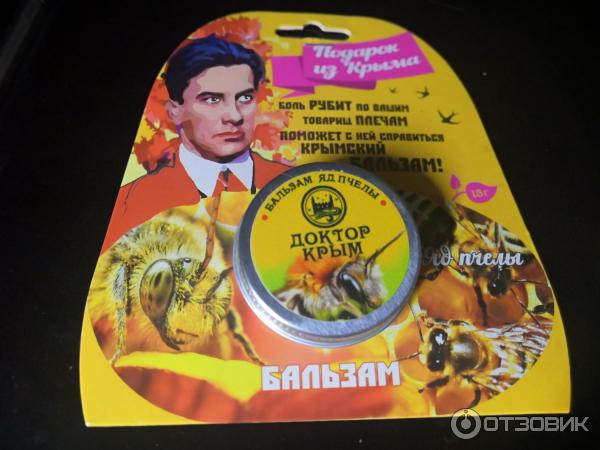 Подарок
из Крыма
БОЛЬ РУБИТ ПО ВАШИМ
ТОВАРИЩ ПЛЕЧАМ
ПОМОЖЕТ С НЕЙ СПРАВИТЬСЯ
КРЫМСКИЙ
БАЛЬЗАМ!
18г
БАЛЬЗАМ ЯД ПЧЕЛЫ
ДОКТОР
КРЫМ
Яд пчелы
БАЛЬЗАМ
ОТЗОВИК